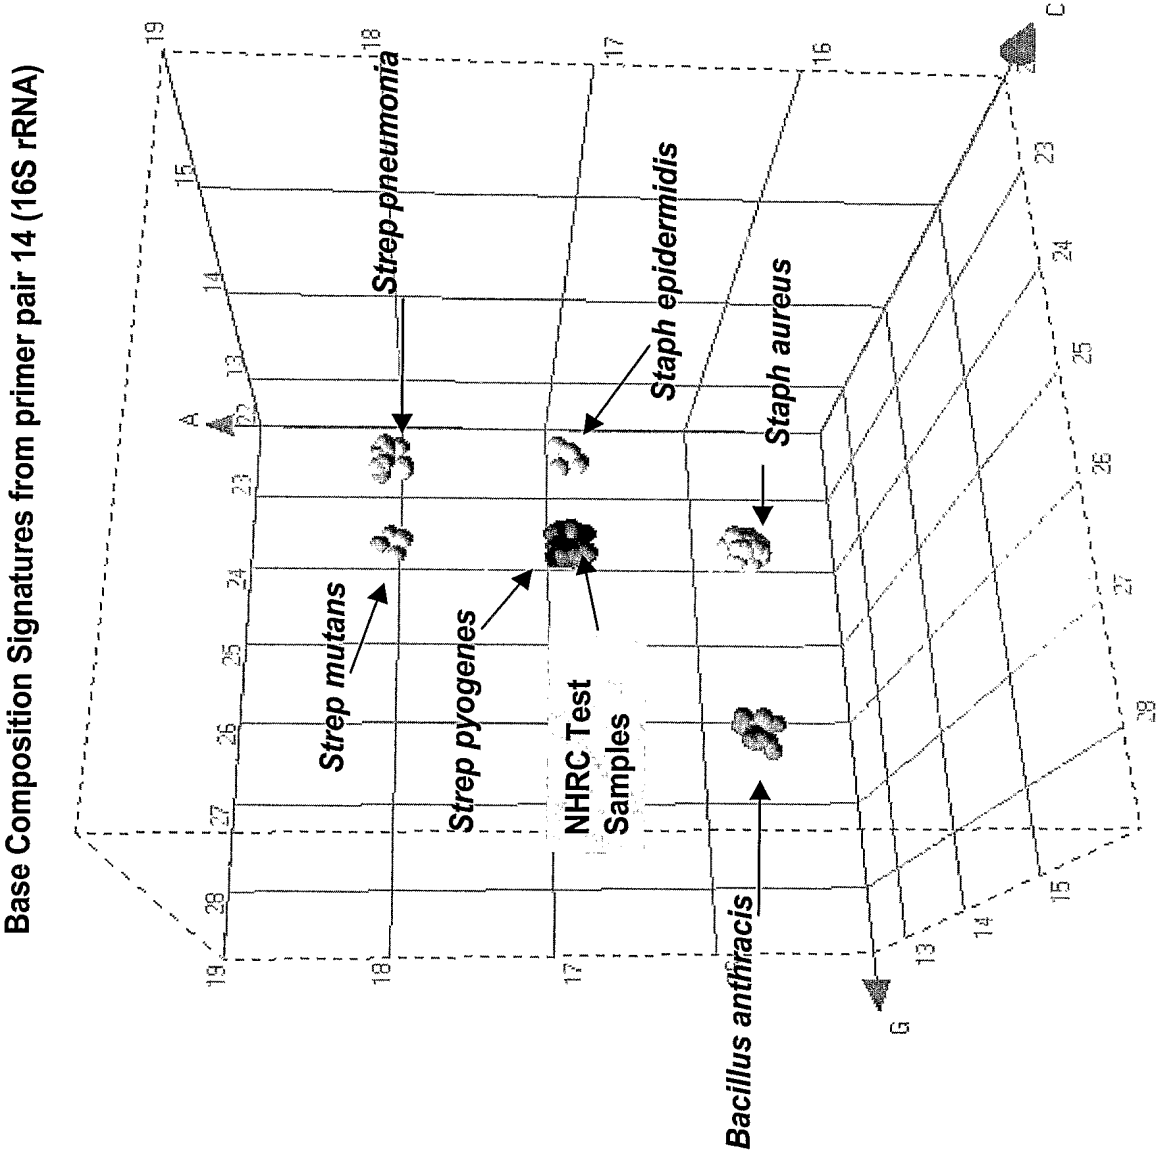 Base Composition Signatures from primer pair 14 (16S rRNA)
19
18
17
16
15
14
13
A
22
23
24
25
26
27
28
19
18
17
C
23
24
25
26
27
28
13
14
15
G
Strep pneumonia
Staph epidermidis
Staph aureus
Strep mutans
Strep pyogenes
NHRC Test
Samples
Bacillus anthracis